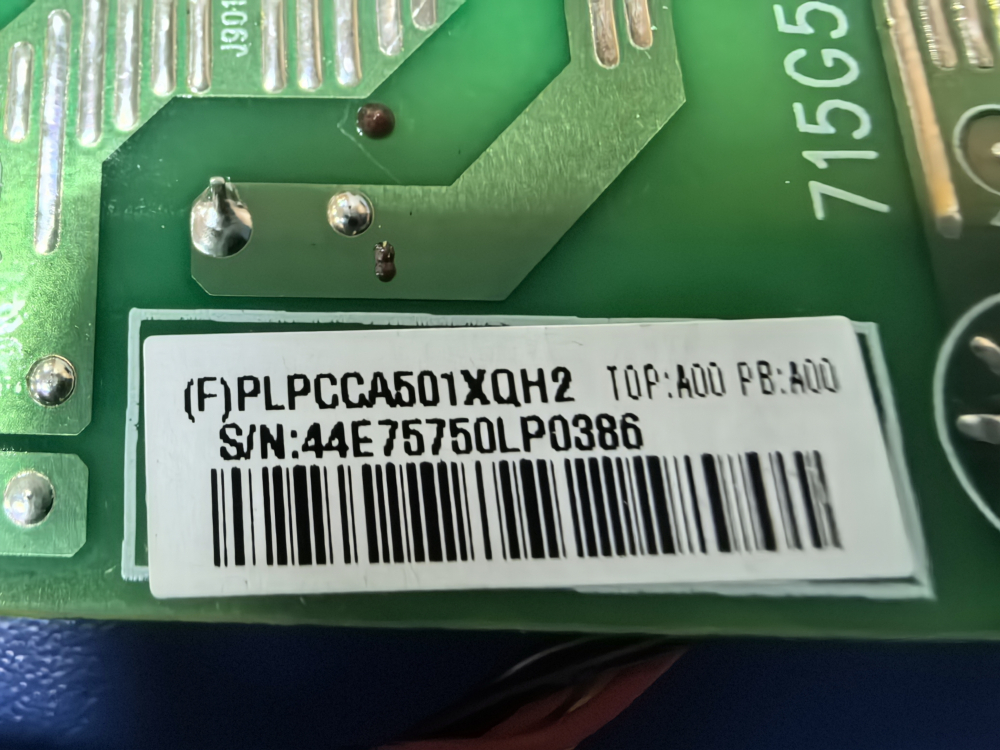 J901
715G5
(F)PLPCCA501XQH2 TOP:A00 PB:A00
S/N:44E75750LP0386